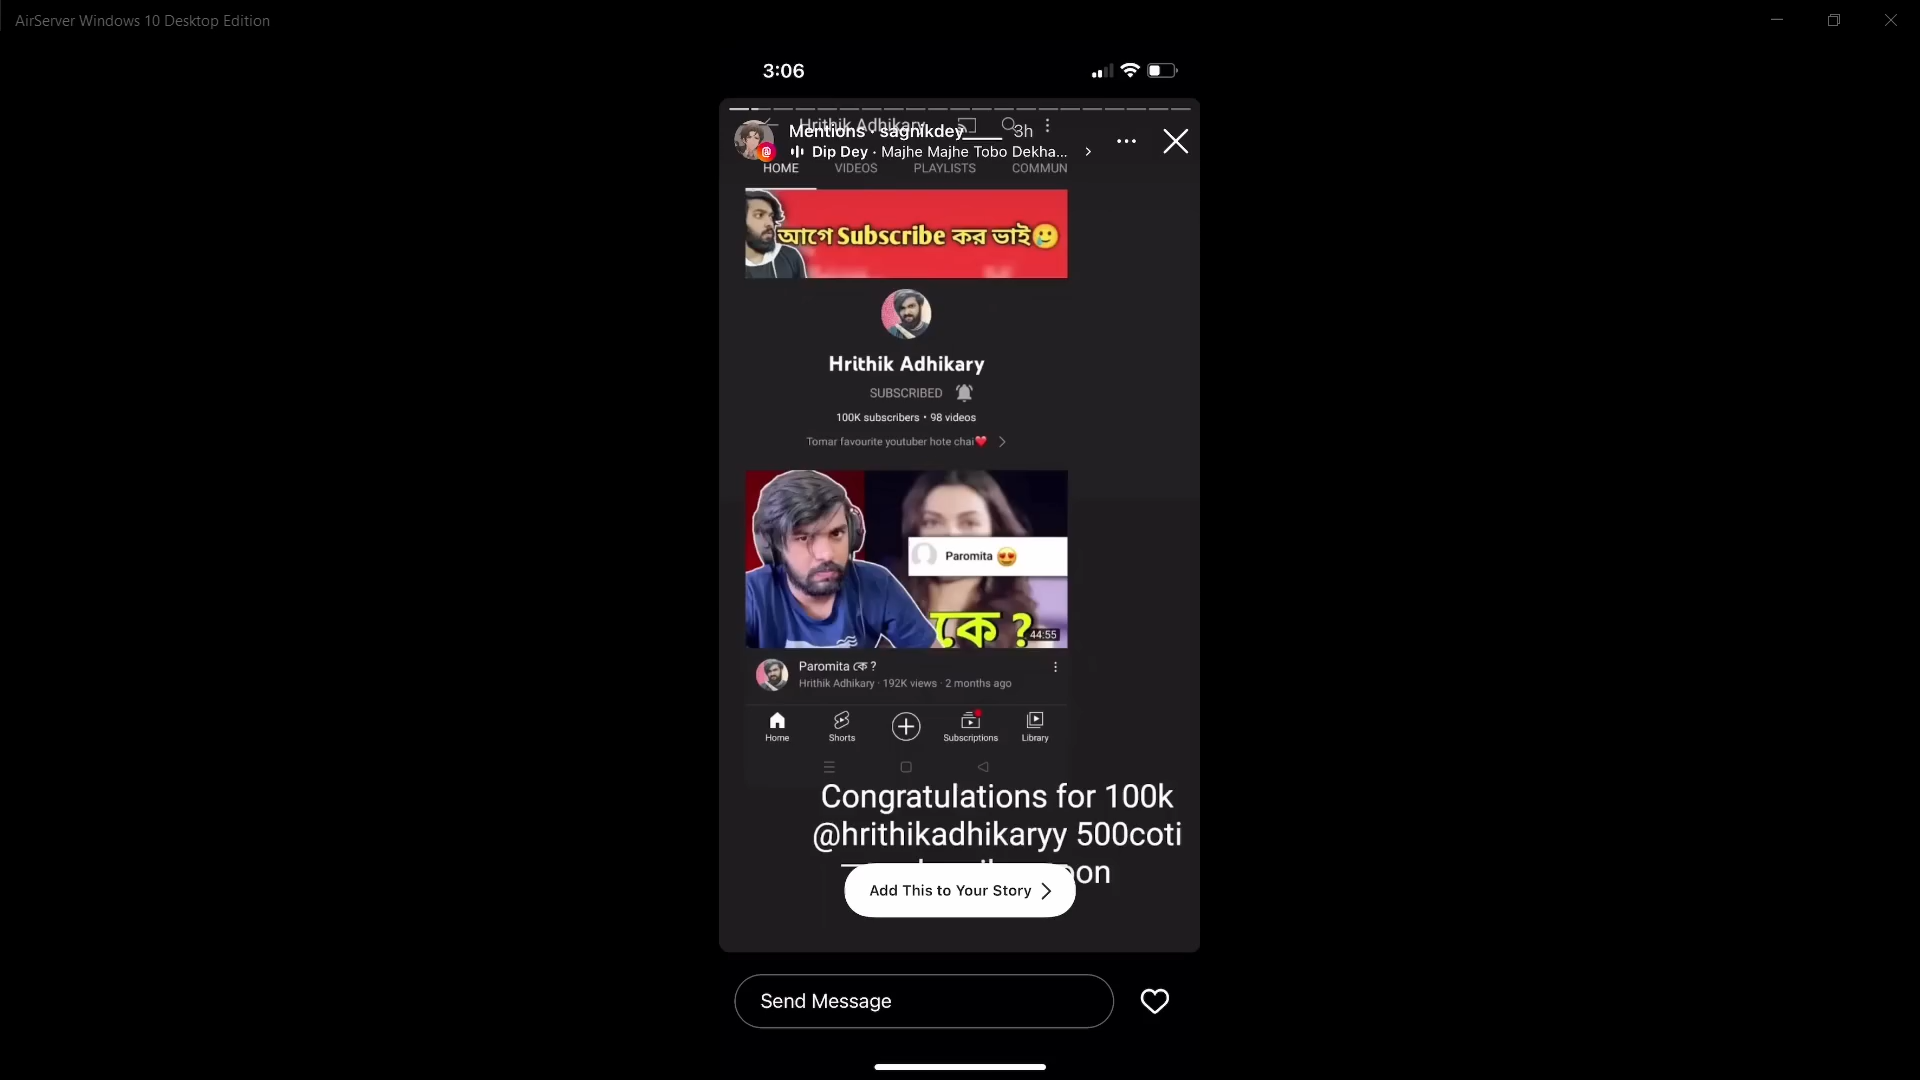 AirServer Windows 10 Desktop Edition
3:06
Hrithik Adhikary
Mentions · sagnikdey 3h
Dip Dey · Majhe Majhe Tobo Dekha...
HOME VIDEOS PLAYLISTS COMMUN
আগে Subscribe কর ভাই
Hrithik Adhikary
SUBSCRIBED
100K subscribers • 98 videos
Tomar favourite youtuber hote chai
Paromita
কে ?
44:55
Paromita কে ?
Hrithik Adhikary · 192K views · 2 months ago
Home Shorts Subscriptions Library
Congratulations for 100k
@hrithikadhikaryy 500coti
Add This to Your Story
Send Message